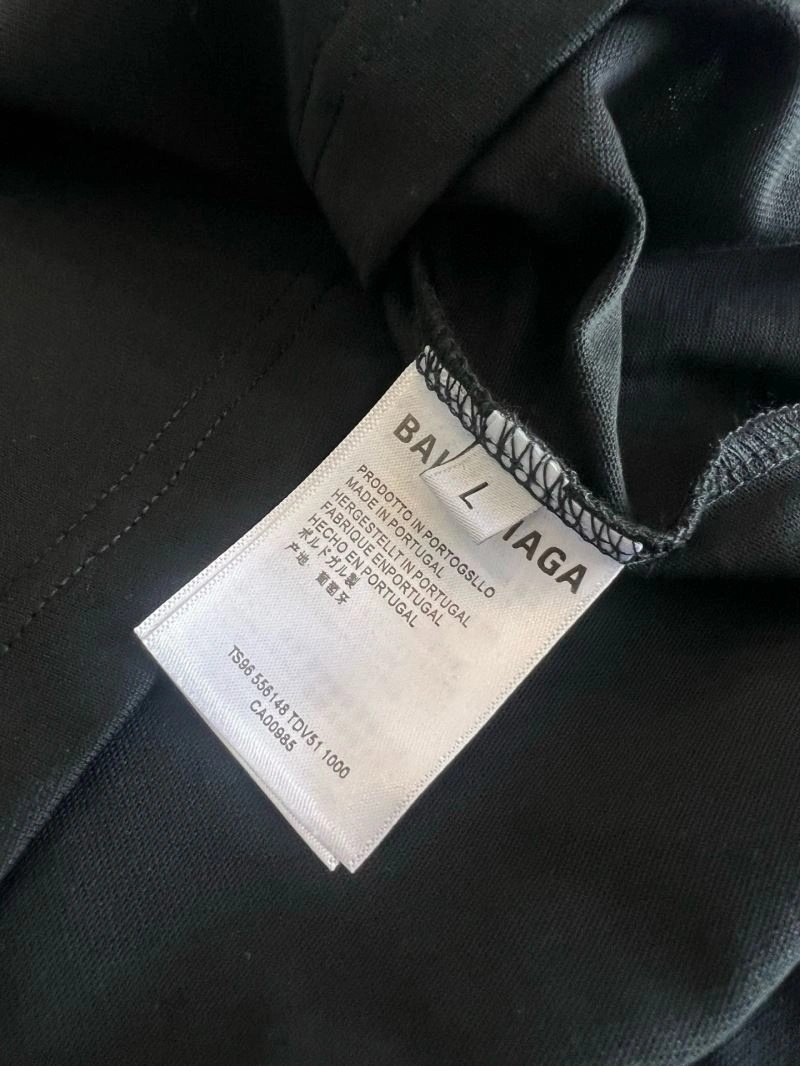 BAL IAGA
L
PRODOTTO IN PORTOGSLLO
MADE IN PORTUGAL
HERGESTELLT IN PORTUGAL
FABRIQUE ENPORTUGAL
HECHO EN PORTUGAL
ポルドガル製
产地 葡萄牙
TS96 556148 TDV51 1000
CA00985